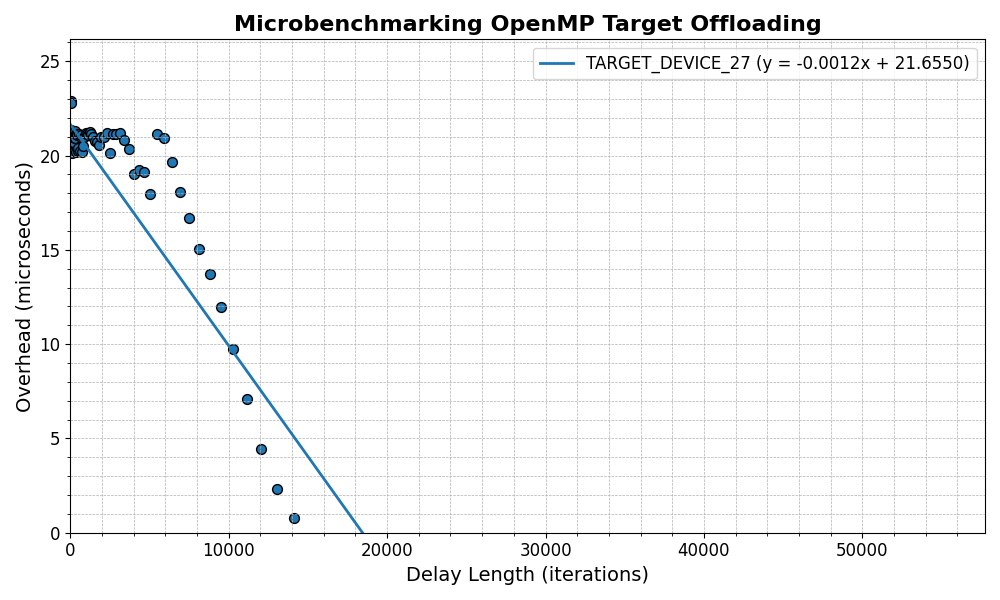 Microbenchmarking OpenMP Target Offloading
TARGET_DEVICE_27 (y = -0.0012x + 21.6550)
Overhead (microseconds)
25
20
15
10
5
0
0 10000 20000 30000 40000 50000
Delay Length (iterations)